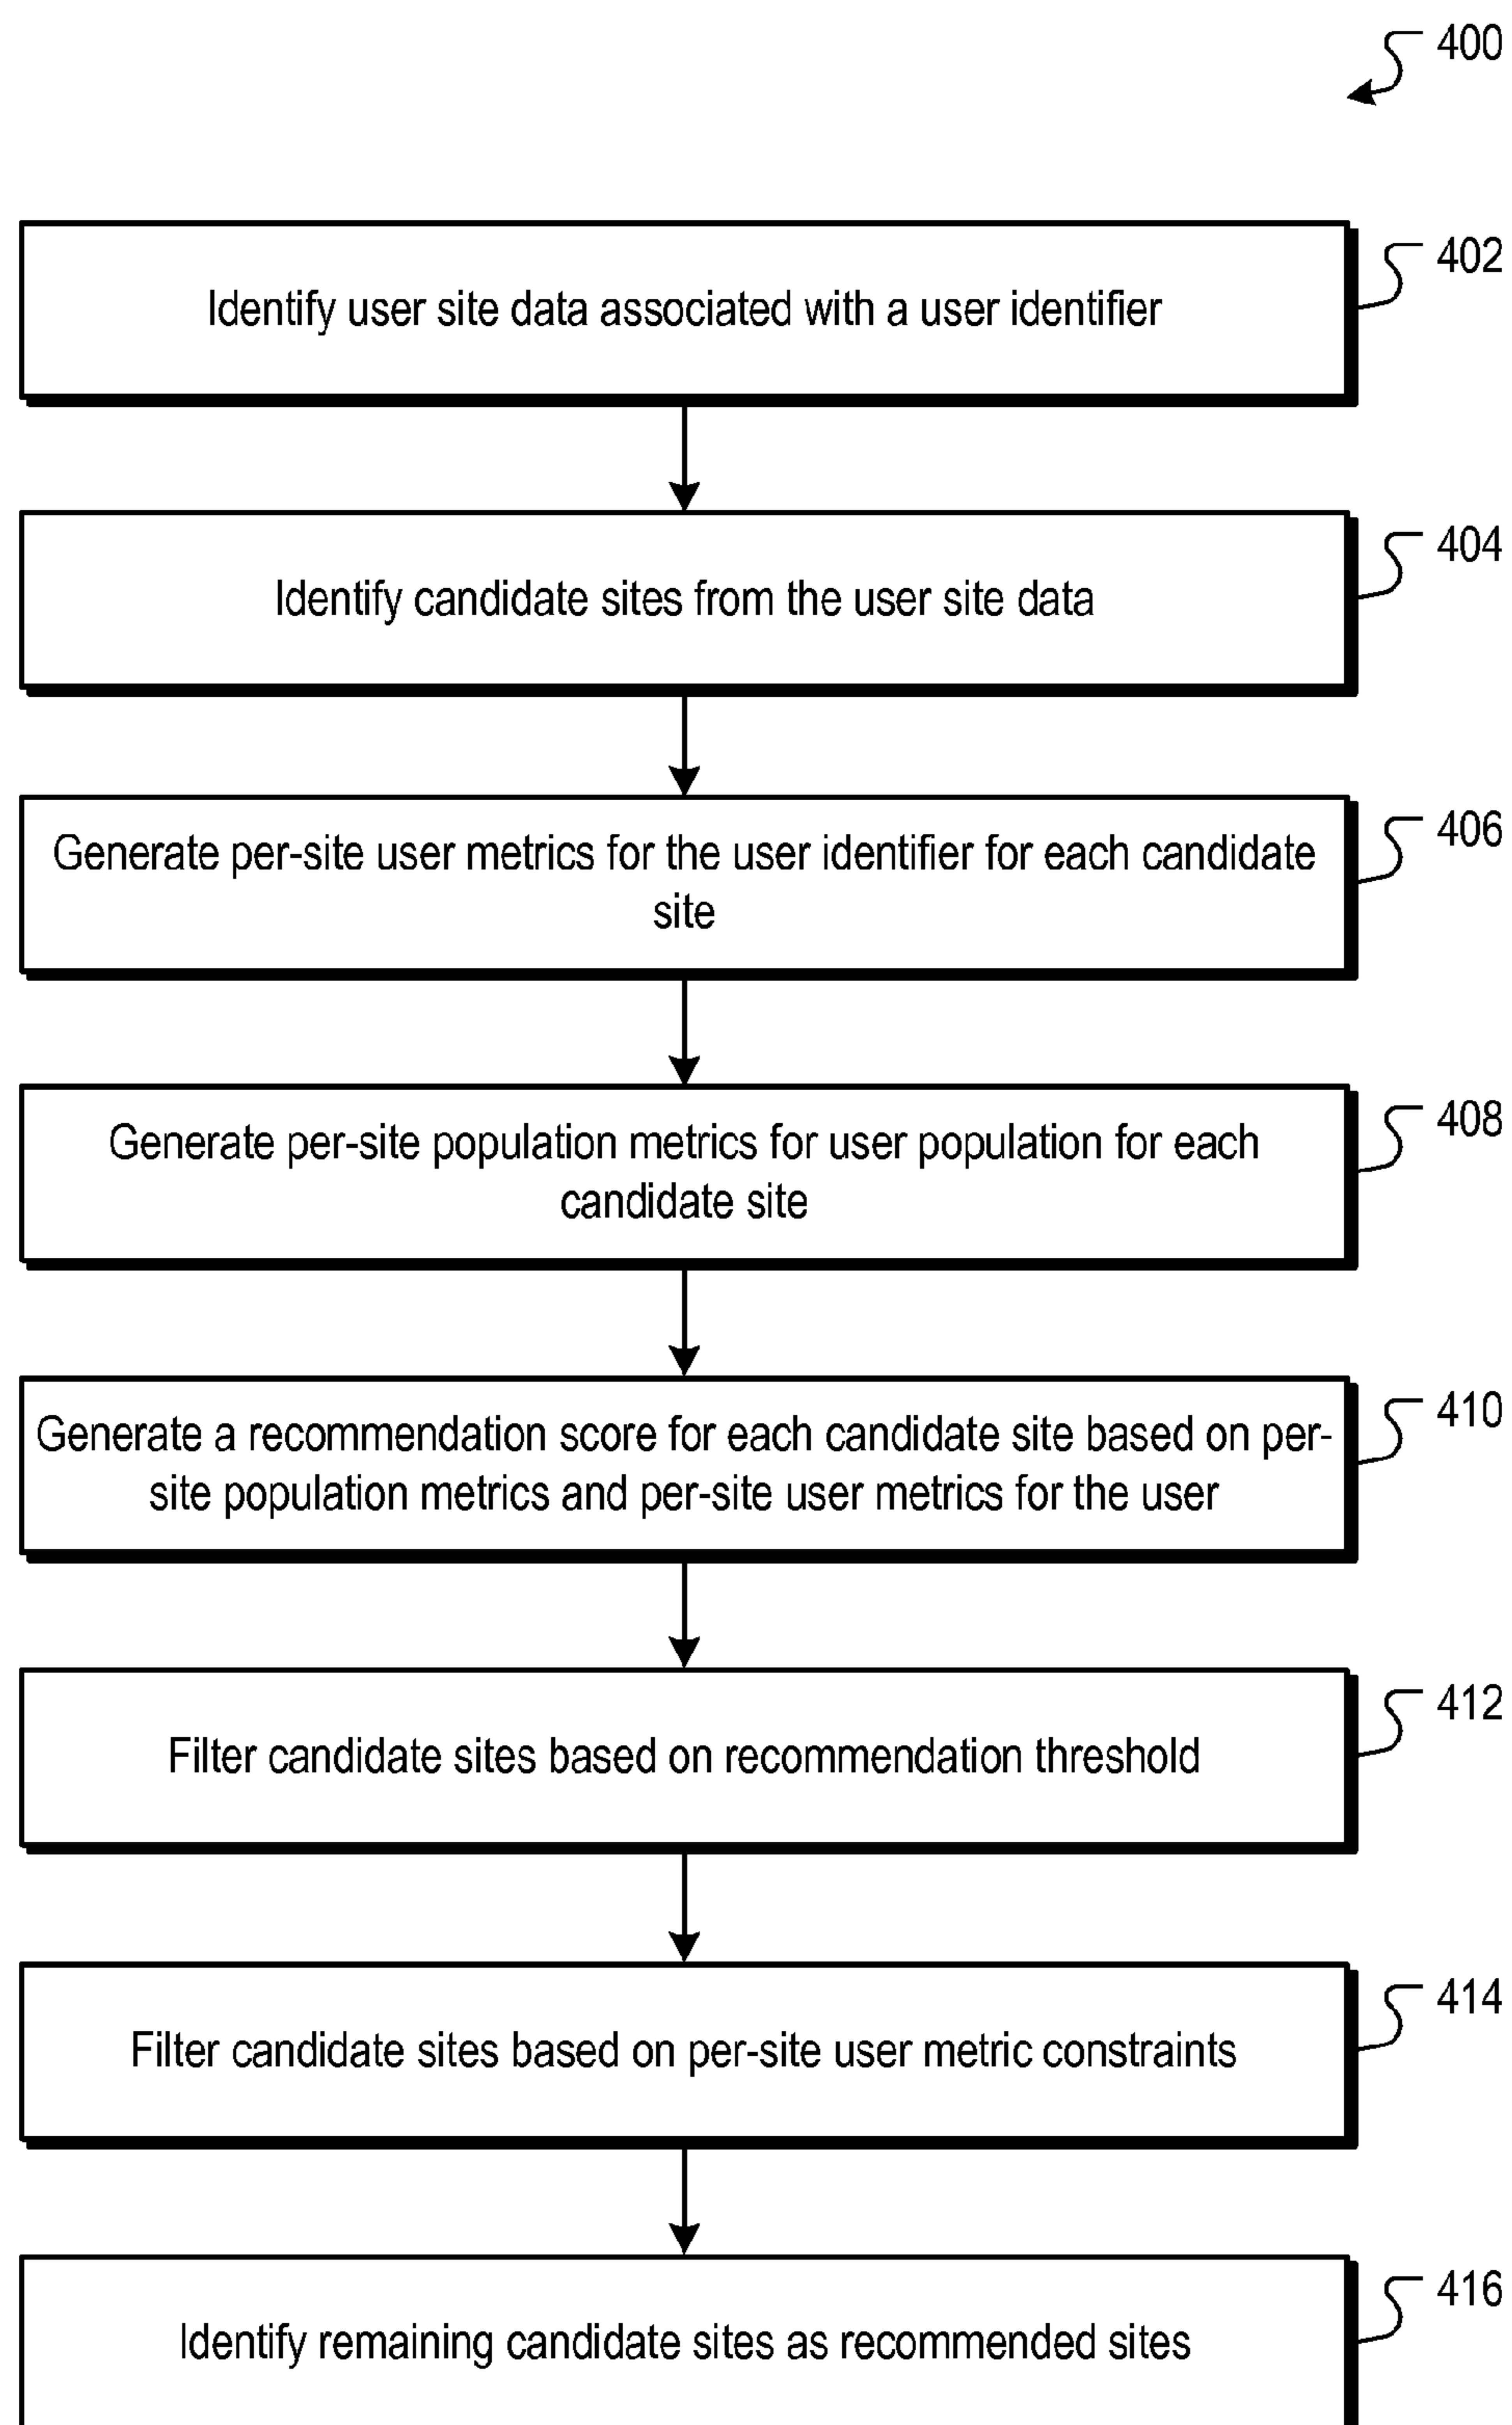 400
Identify user site data associated with a user identifier
402
Identify candidate sites from the user site data
404
Generate per-site user metrics for the user identifier for each candidate
site
406
Generate per-site population metrics for user population for each
candidate site
408
Generate a recommendation score for each candidate site based on per-
site population metrics and per-site user metrics for the user
410
Filter candidate sites based on recommendation threshold
412
Filter candidate sites based on per-site user metric constraints
414
Identify remaining candidate sites as recommended sites
416